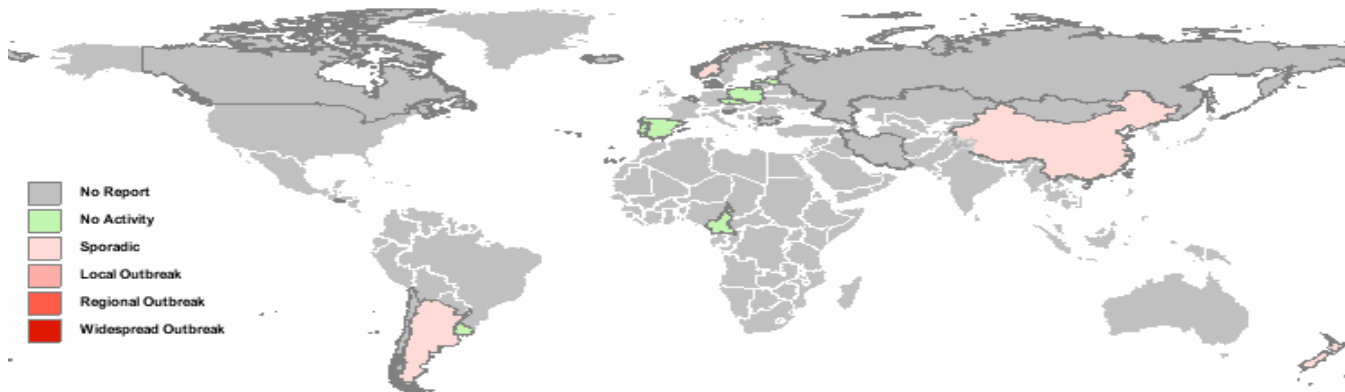 No Report
No Activity
Sporadic
Local Outbreak
Regional Outbreak
Widespread Outbreak